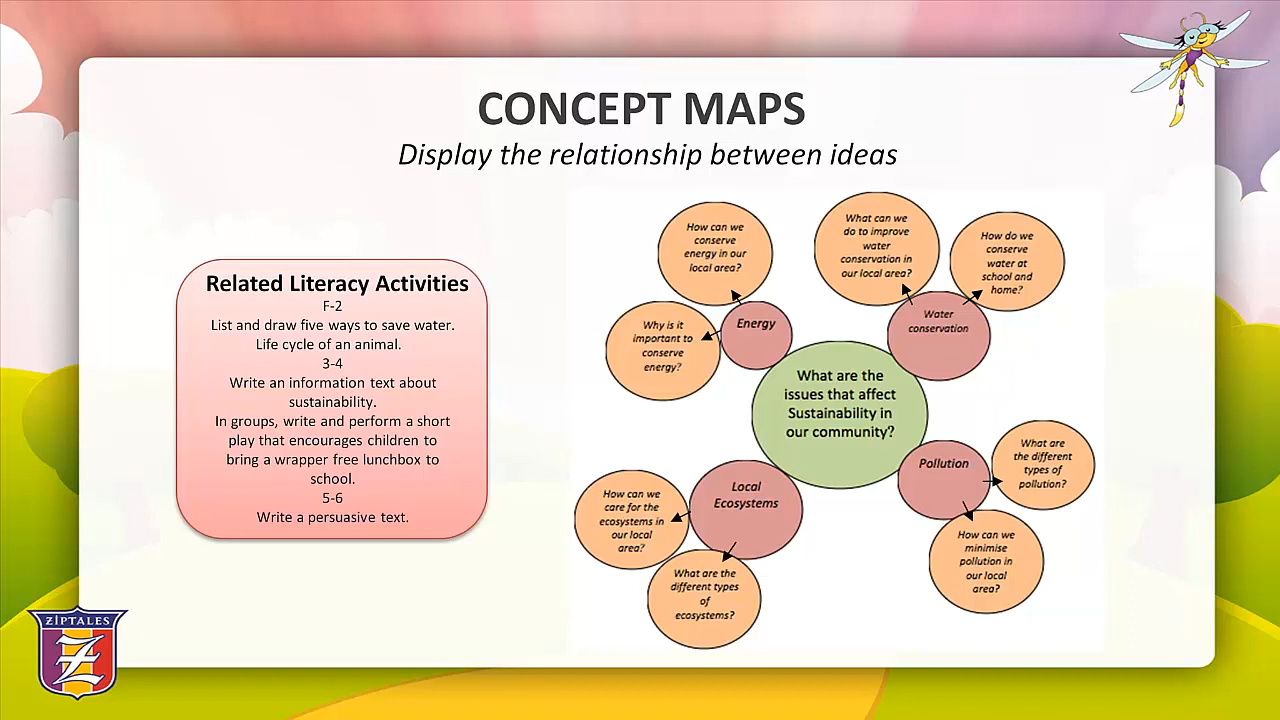 CONCEPT MAPS
Display the relationship between ideas
Related Literacy Activities
F-2
List and draw five ways to save water.
Life cycle of an animal.
3-4
Write an information text about
sustainability.
In groups, write and perform a short
play that encourages children to
bring a wrapper free lunchbox to
school.
5-6
Write a persuasive text.
How can we
conserve
energy in our
local area?
Why is it
important to
conserve
energy?
Energy
What can we
do to improve
water
conservation in
our local area?
How do we
conserve
water at
school and
home?
Water
conservation
What are the
issues that affect
Sustainability in
our community?
Pollution
What are
the different
types of
pollution?
How can we
minimise
pollution in
our local
area?
Local
Ecosystems
How can we
care for the
ecosystems in
our local
area?
What are the
different types
of
ecosystems?
ZIPTALES
Z